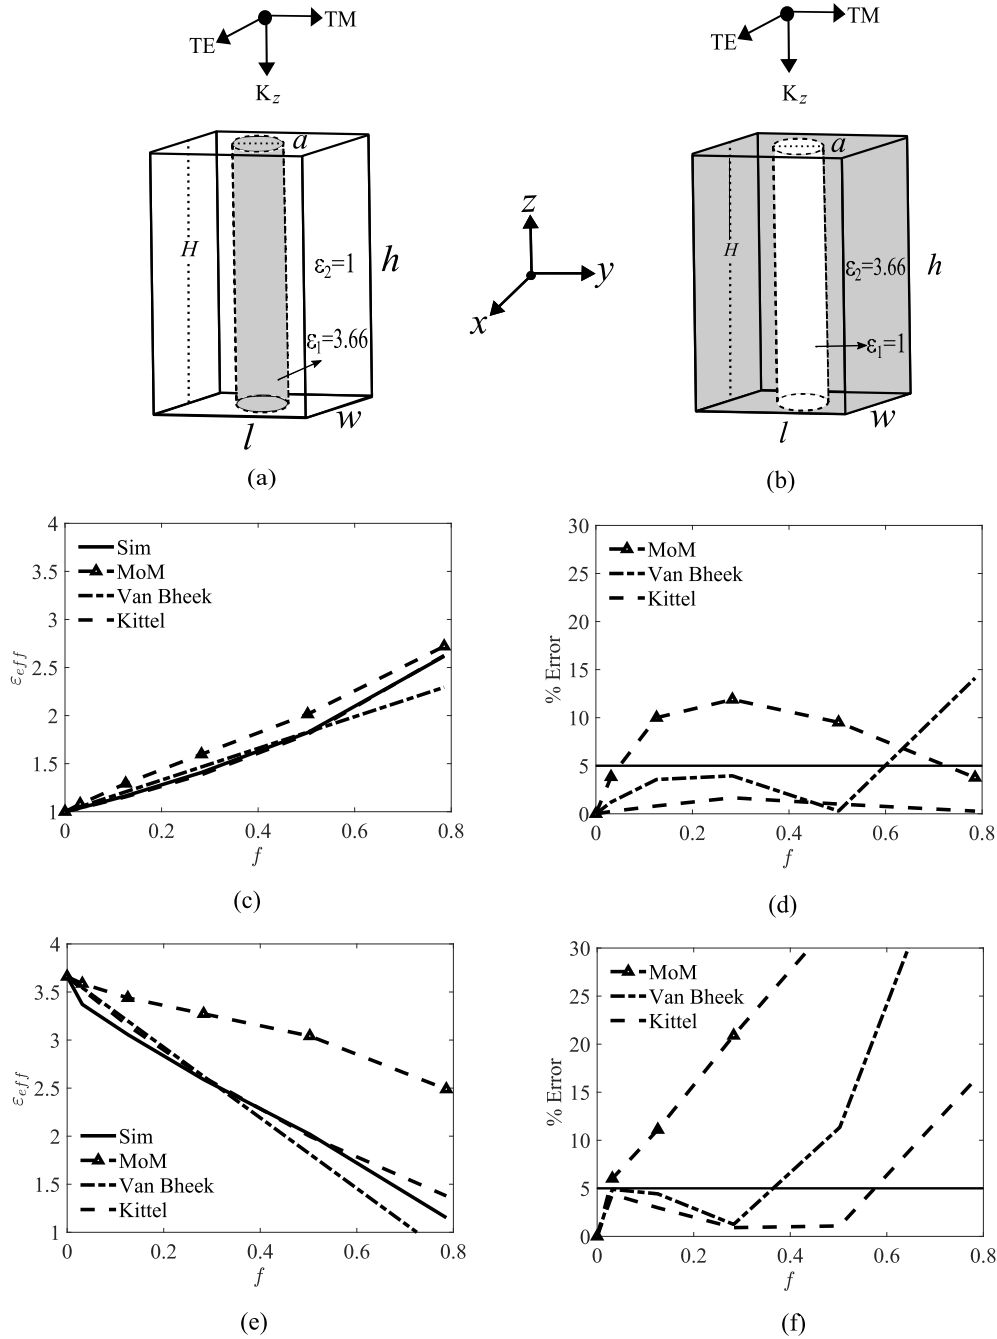 TM
TE
K_z
a
H
ε₂=1
h
ε₁=3.66
w
l
(a)
z
y
x
TM
TE
K_z
a
H
ε₂=3.66
h
ε₁=1
w
l
(b)
4
3.5
3
2.5
2
1.5
1
ε_eff
Sim
MoM
Van Bheek
Kittel
0 0.2 0.4 0.6 0.8
f
(c)
30
25
20
15
10
5
0
% Error
MoM
Van Bheek
Kittel
0 0.2 0.4 0.6 0.8
f
(d)
4
3.5
3
2.5
2
1.5
1
ε_eff
Sim
MoM
Van Bheek
Kittel
0 0.2 0.4 0.6 0.8
f
(e)
30
25
20
15
10
5
0
% Error
MoM
Van Bheek
Kittel
0 0.2 0.4 0.6 0.8
f
(f)